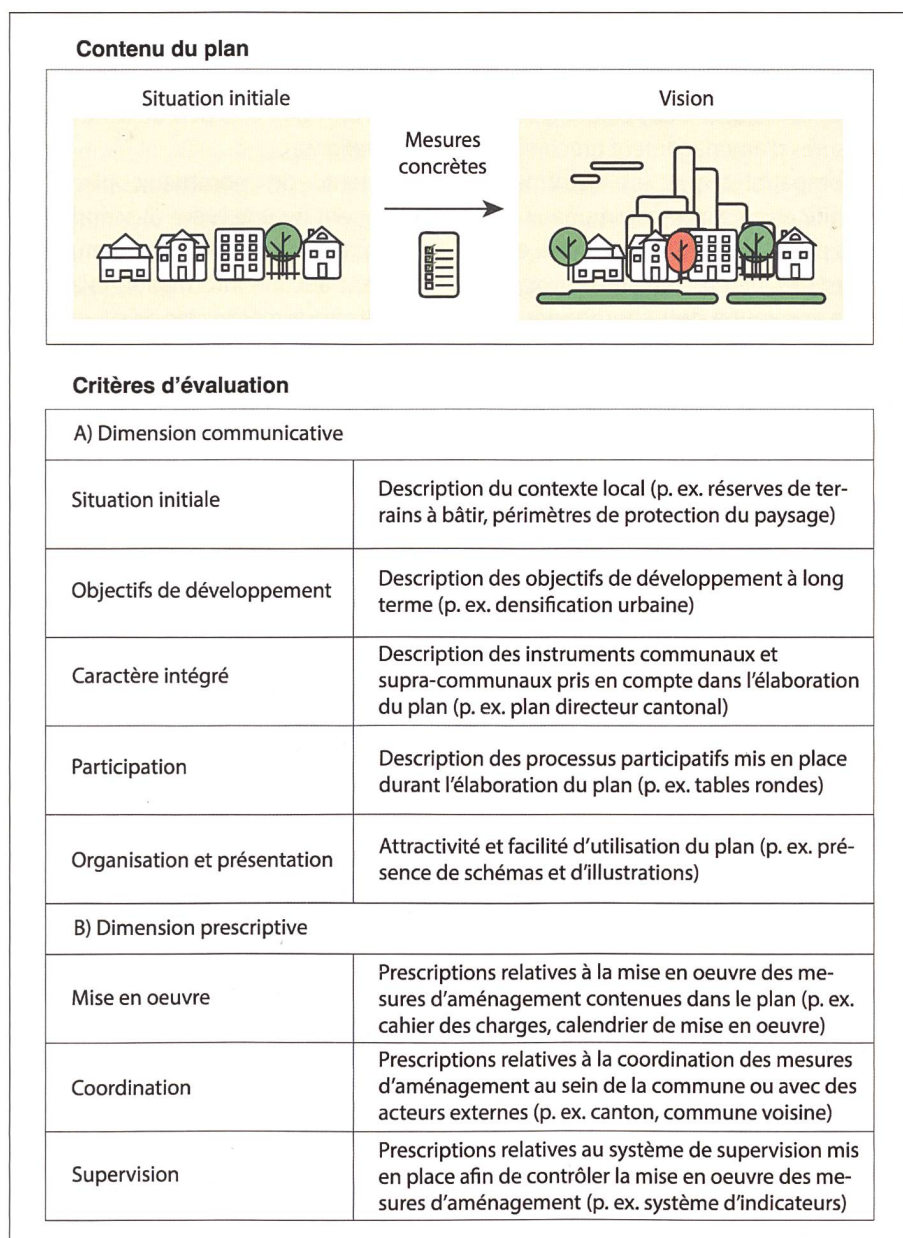 Contenu du plan
Situation initiale
Vision
Mesures
concrètes
Critères d'évaluation
A) Dimension communicative
Situation initiale
Description du contexte local (p. ex. réserves de ter-
rains à bâtir, périmètres de protection du paysage)
Objectifs de développement
Description des objectifs de développement à long
terme (p. ex. densification urbaine)
Caractère intégré
Description des instruments communaux et
supra-communaux pris en compte dans l'élaboration
du plan (p. ex. plan directeur cantonal)
Participation
Description des processus participatifs mis en place
durant l'élaboration du plan (p. ex. tables rondes)
Organisation et présentation
Attractivité et facilité d'utilisation du plan (p. ex. pré-
sence de schémas et d'illustrations)
B) Dimension prescriptive
Mise en oeuvre
Prescriptions relatives à la mise en oeuvre des me-
sures d'aménagement contenues dans le plan (p. ex.
cahier des charges, calendrier de mise en oeuvre)
Coordination
Prescriptions relatives à la coordination des mesures
d'aménagement au sein de la commune ou avec des
acteurs externes (p. ex. canton, commune voisine)
Supervision
Prescriptions relatives au système de supervision mis
en place afin de contrôler la mise en oeuvre des me-
sures d'aménagement (p. ex. système d'indicateurs)